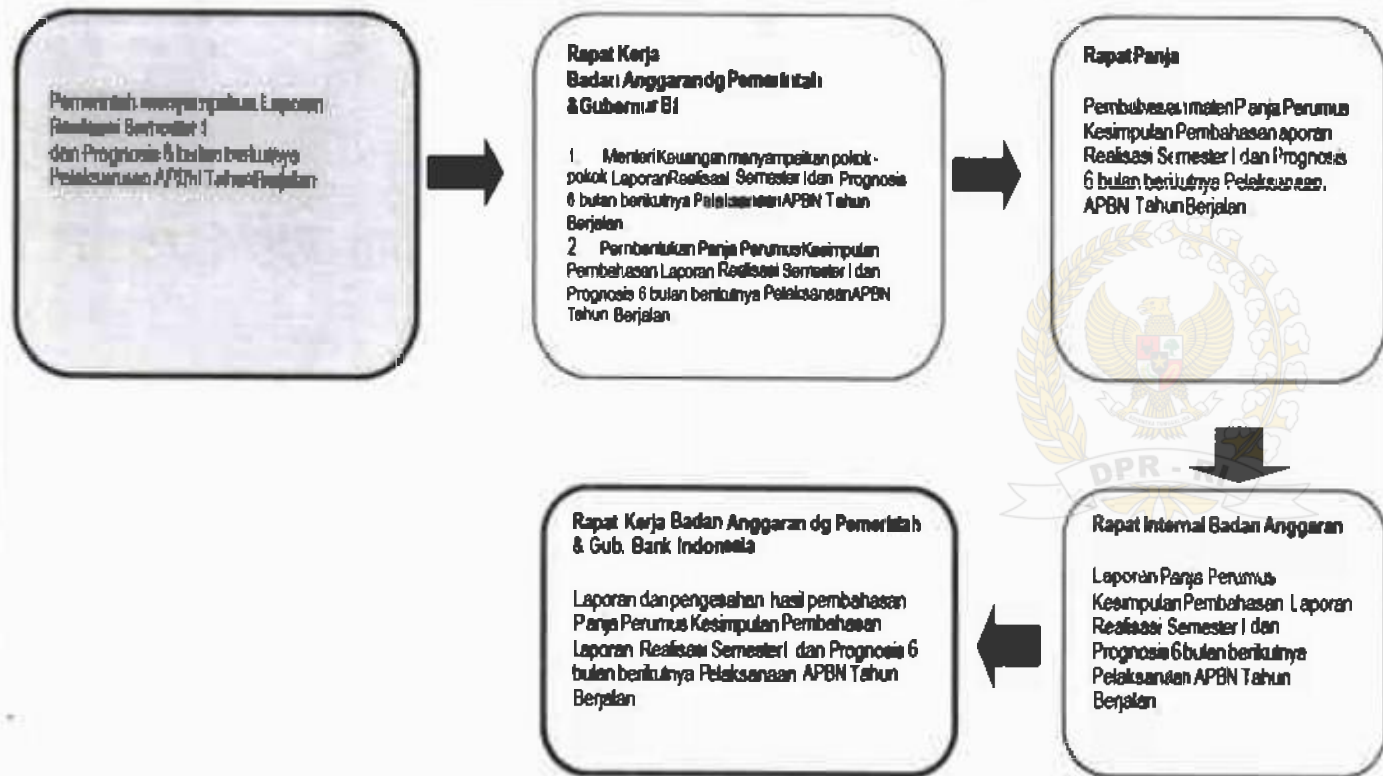 Pemerintah menyampaikan Laporan
Realisasi Semester I
dan Prognosis 6 bulan berikutnya
Pelaksanaan APBN Tahun Berjalan
Rapat Kerja
Badan Anggaran dg Pemerintah
& Gubernur BI
1 Menteri Keuangan menyampaikan pokok -
pokok Laporan Realisasi Semester I dan Prognosis
6 bulan berikutnya Pelaksanaan APBN Tahun
Berjalan
2 Pembentukan Panja Perumus Kesimpulan
Pembahasan Laporan Realisasi Semester I dan
Prognosis 6 bulan berikutnya Pelaksanaan APBN
Tahun Berjalan
Rapat Panja
Pembahasan materi Panja Perumus
Kesimpulan Pembahasan aporan
Realisasi Semester I dan Prognosis
6 bulan berikutnya Pelaksanaan
APBN Tahun Berjalan
DPR - RI
Rapat Internal Badan Anggaran
Laporan Panja Perumus
Kesimpulan Pembahasan Laporan
Realisasi Semester I dan
Prognosis 6 bulan berikutnya
Pelaksanaan APBN Tahun
Berjalan
Rapat Kerja Badan Anggaran dg Pemerintah
& Gub. Bank Indonesia
Laporan dan pengesahan hasil pembahasan
Panja Perumus Kesimpulan Pembahasan
Laporan Realisasi Semester I dan Prognosis 6
bulan berikutnya Pelaksanaan APBN Tahun
Berjalan